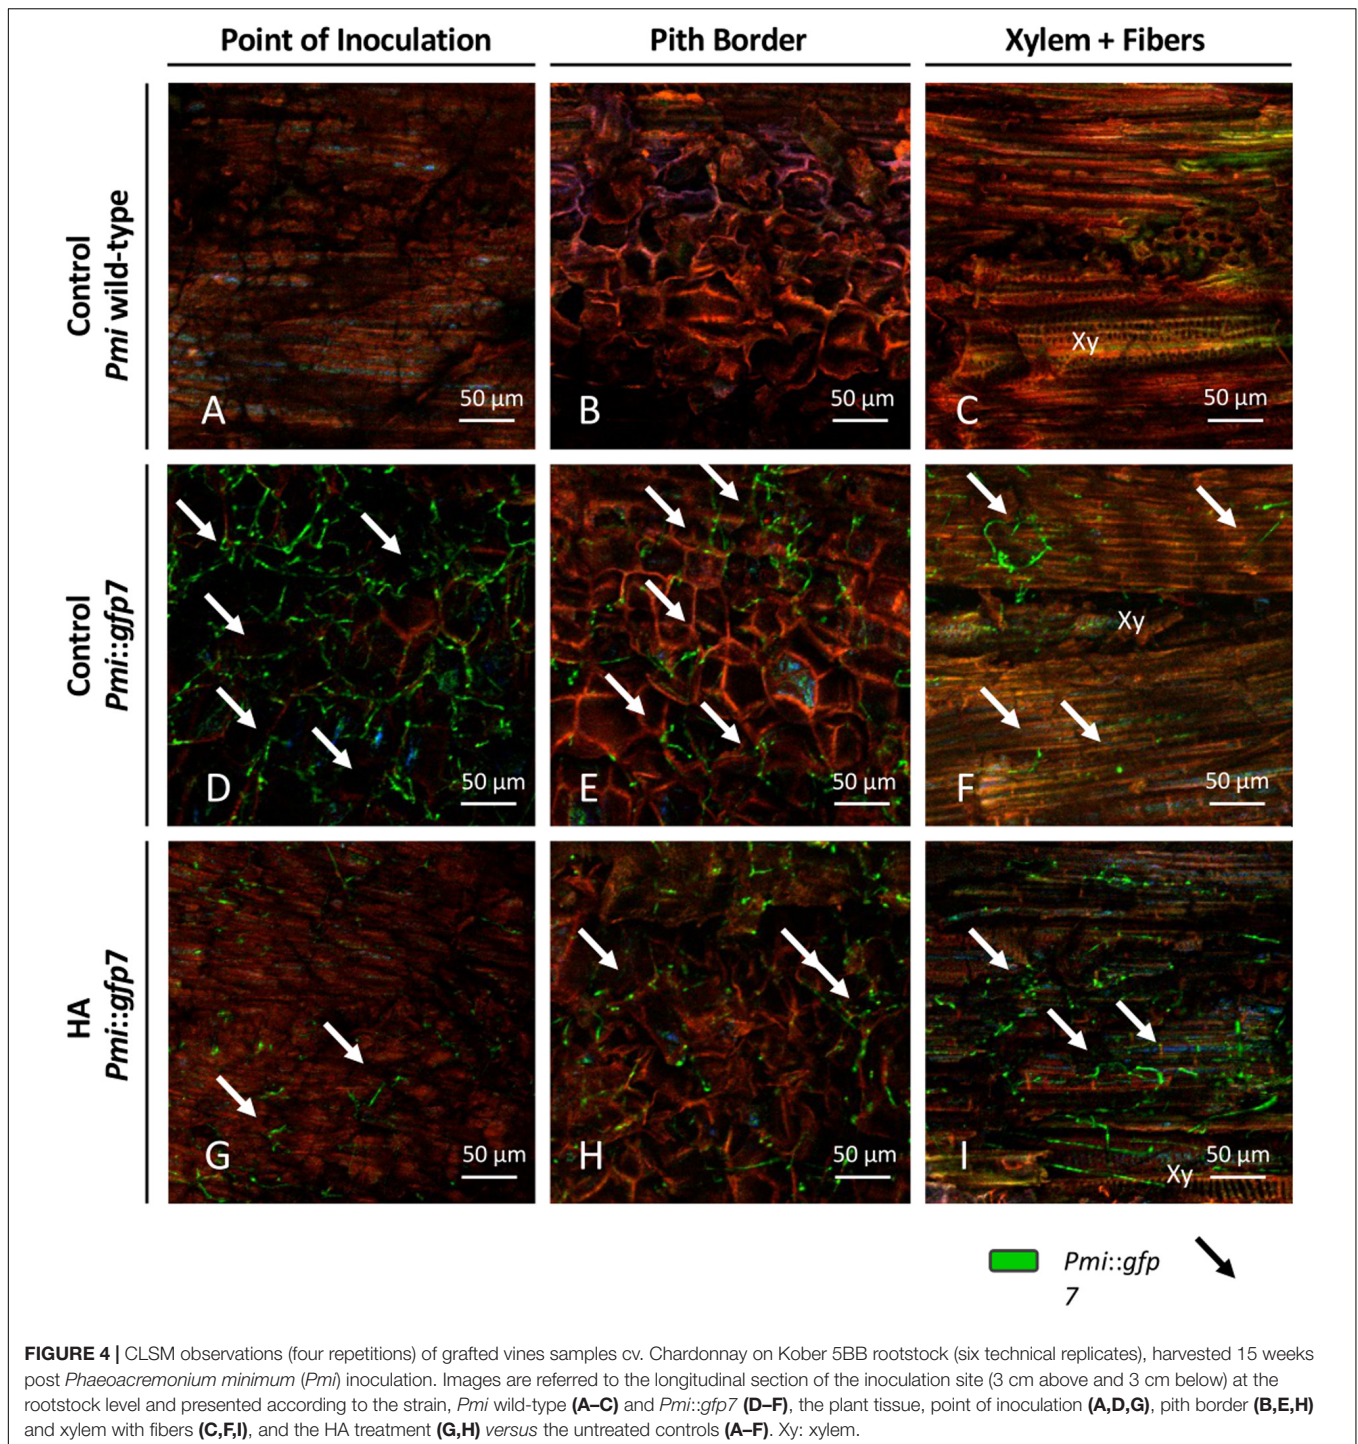 Point of Inoculation
Pith Border
Xylem + Fibers
Control
Pmi wild-type
A
50 µm
B
50 µm
Xy
C
50 µm
Control
Pmi::gfp7
D
50 µm
E
50 µm
Xy
F
50 µm
HA
Pmi::gfp7
G
50 µm
H
50 µm
I
50 µm
Xy
Pmi::gfp
7
FIGURE 4 | CLSM observations (four repetitions) of grafted vines samples cv. Chardonnay on Kober 5BB rootstock (six technical replicates), harvested 15 weeks
post Phaeoacremonium minimum (Pmi) inoculation. Images are referred to the longitudinal section of the inoculation site (3 cm above and 3 cm below) at the
rootstock level and presented according to the strain, Pmi wild-type (A–C) and Pmi::gfp7 (D–F), the plant tissue, point of inoculation (A,D,G), pith border (B,E,H)
and xylem with fibers (C,F,I), and the HA treatment (G,H) versus the untreated controls (A–F). Xy: xylem.